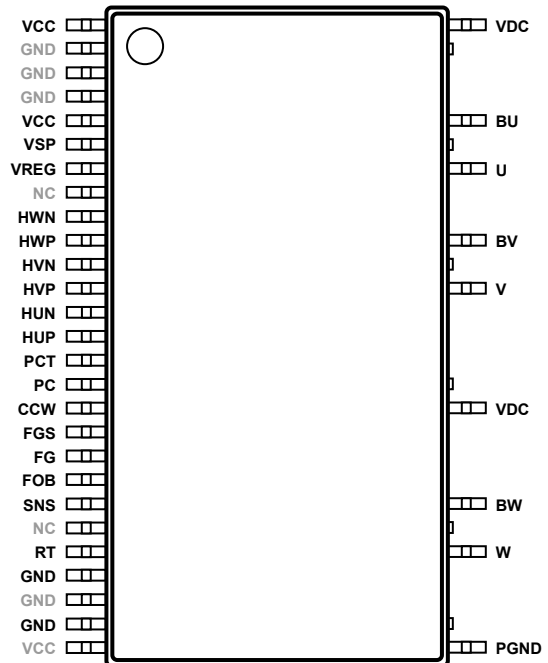 VCC
GND
GND
GND
VCC
VSP
VREG
NC
HWN
HWP
HVN
HVP
HUN
HUP
PCT
PC
CCW
FGS
FG
FOB
SNS
NC
RT
GND
GND
GND
VCC
VDC
BU
U
BV
V
VDC
BW
W
PGND